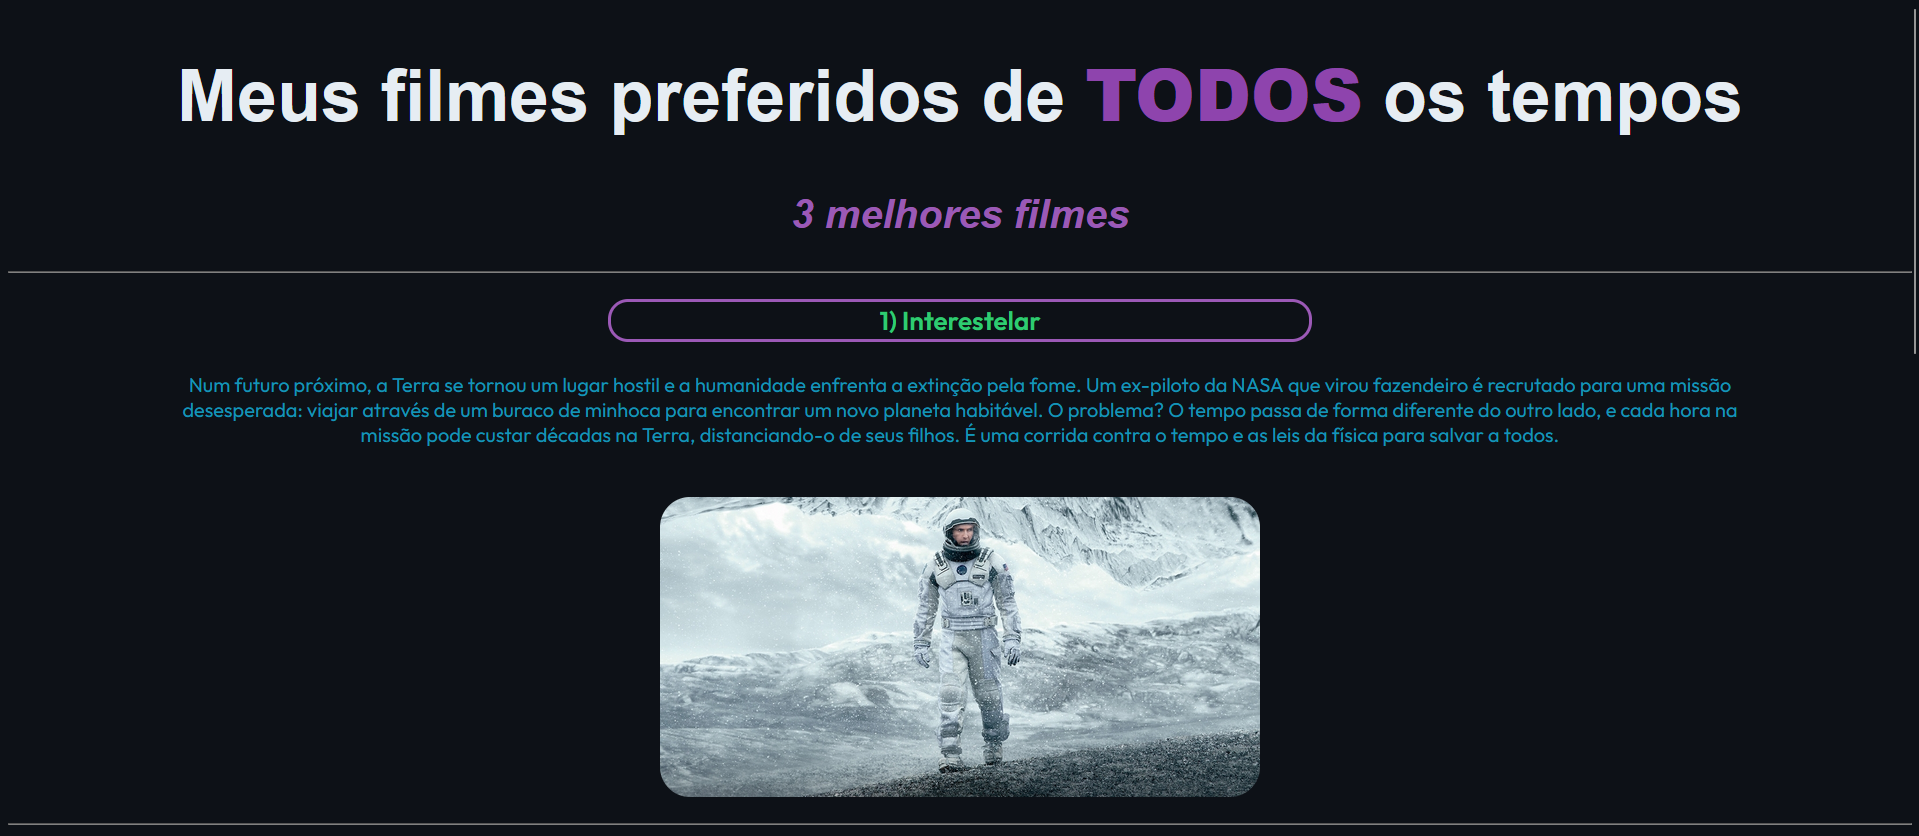 Meus filmes preferidos de TODOS os tempos
3 melhores filmes
1) Interestelar
Num futuro próximo, a Terra se tornou um lugar hostil e a humanidade enfrenta a extinção pela fome. Um ex-piloto da NASA que virou fazendeiro é recrutado para uma missão
desesperada: viajar através de um buraco de minhoca para encontrar um novo planeta habitável. O problema? O tempo passa de forma diferente do outro lado, e cada hora na
missão pode custar décadas na Terra, distanciando-o de seus filhos. É uma corrida contra o tempo e as leis da física para salvar a todos.